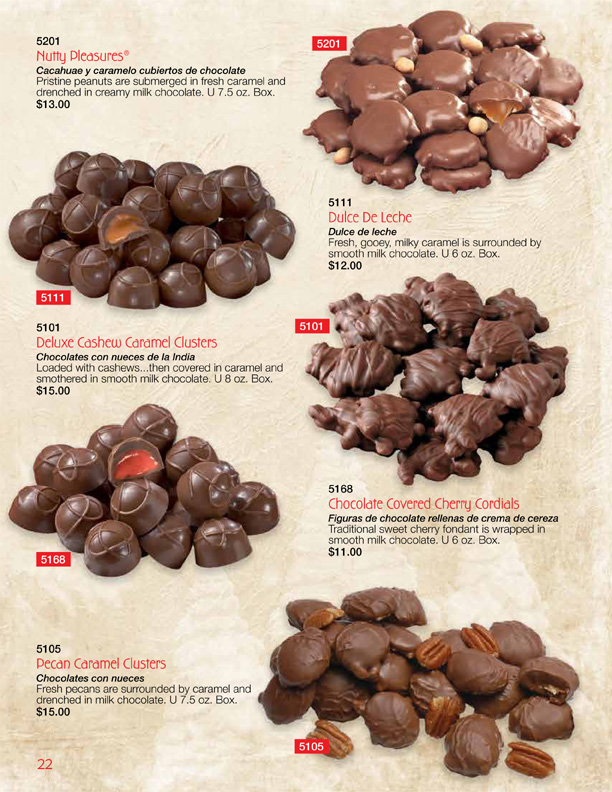 5201
Nutty Pleasures®
Cacahuae y caramelo cubiertos de chocolate
Pristine peanuts are submerged in fresh caramel and
drenched in creamy milk chocolate. U 7.5 oz. Box.
$13.00
5201
5111
Dulce De Leche
Dulce de leche
Fresh, gooey, milky caramel is surrounded by
smooth milk chocolate. U 6 oz. Box.
$12.00
5111
5101
Deluxe Cashew Caramel Clusters
Chocolates con nueces de la India
Loaded with cashews...then covered in caramel and
smothered in smooth milk chocolate. U 8 oz. Box.
$15.00
5101
5168
Chocolate Covered Cherry Cordials
Figuras de chocolate rellenas de crema de cereza
Traditional sweet cherry fondant is wrapped in
smooth milk chocolate. U 6 oz. Box.
$11.00
5168
5105
Pecan Caramel Clusters
Chocolates con nueces
Fresh pecans are surrounded by caramel and
drenched in milk chocolate. U 7.5 oz. Box.
$15.00
5105
22